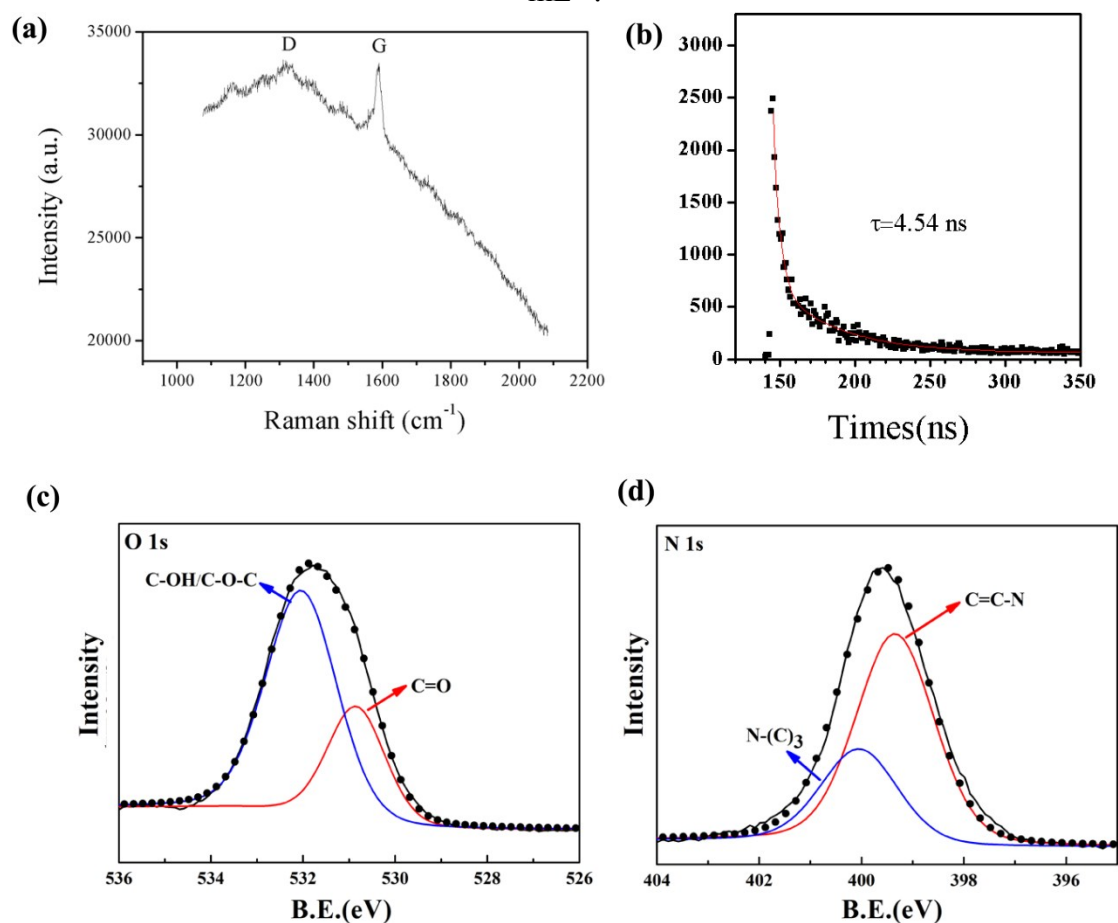 (a)
35000
30000
25000
20000
Intensity (a.u.)
D
G
1000 1200 1400 1600 1800 2000 2200
Raman shift (cm⁻¹)
(b)
3000
2500
2000
1500
1000
500
0
τ=4.54 ns
150 200 250 300 350
Times(ns)
(c)
O 1s
C-OH/C-O-C
C=O
Intensity
536 534 532 530 528 526
B.E.(eV)
(d)
N 1s
C=C-N
N-(C)₃
Intensity
404 402 400 398 396
B.E.(eV)